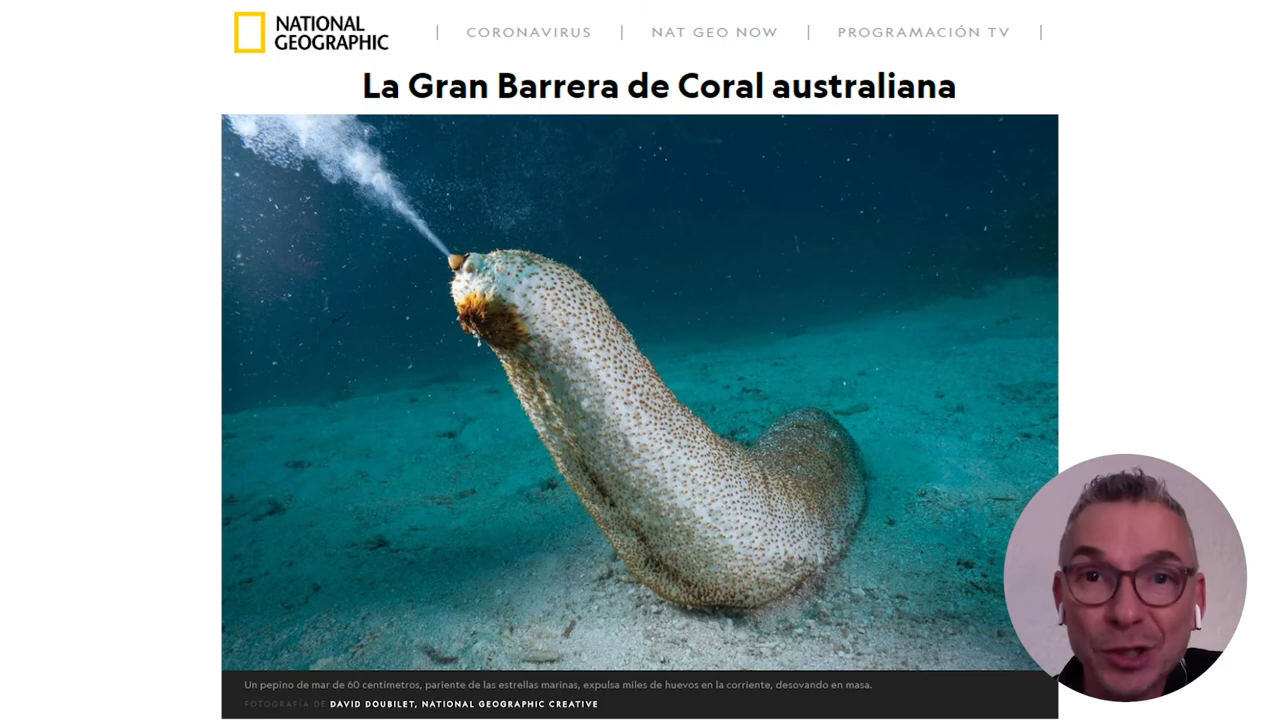 NATIONAL
GEOGRAPHIC
CORONAVIRUS
NAT GEO NOW
PROGRAMACIÓN TV
La Gran Barrera de Coral australiana
Un pepino de mar de 60 centímetros, pariente de las estrellas marinas, expulsa miles de huevos en la corriente, desovando en masa.
FOTOGRAFÍA DE DAVID DOUBILET, NATIONAL GEOGRAPHIC CREATIVE